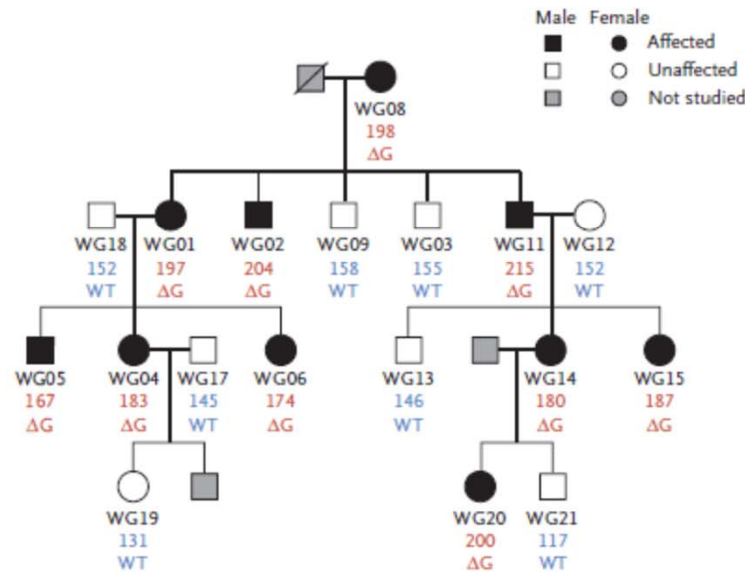 Male Female
Affected
Unaffected
Not studied
WG08
198
ΔG
WG18 WG01 WG02 WG09 WG03 WG11 WG12
152 197 204 158 155 215 152
WT ΔG ΔG WT WT ΔG WT
WG05 WG04 WG17 WG06 WG13 WG14 WG15
167 183 145 174 146 180 187
ΔG ΔG WT ΔG WT ΔG ΔG
WG19 WG20 WG21
131 200 117
WT ΔG WT